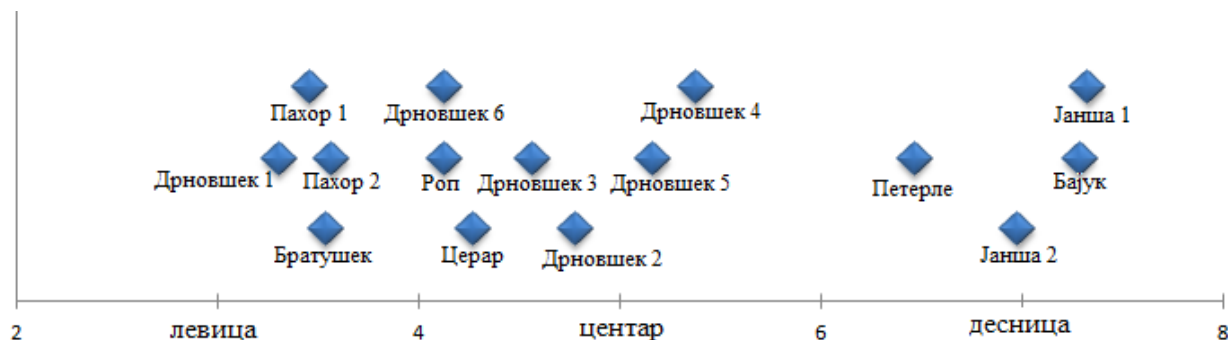 Пахор 1
Дрновшек 6
Дрновшек 4
Јанша 1
Дрновшек 1
Пахор 2
Роп
Дрновшек 3
Дрновшек 5
Петерле
Бајук
Братушек
Церар
Дрновшек 2
Јанша 2
2 левица 4 центар 6 десница 8